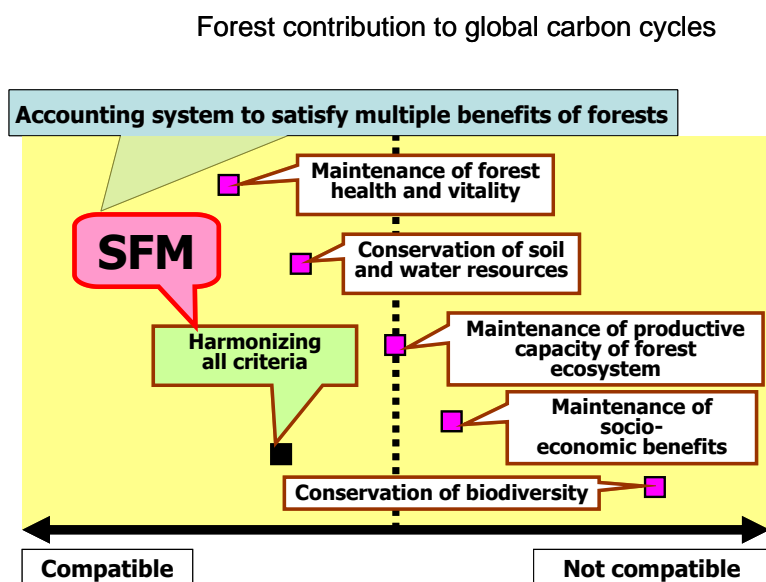 Forest contribution to global carbon cycles
Accounting system to satisfy multiple benefits of forests
Maintenance of forest
health and vitality
SFM
Conservation of soil
and water resources
Harmonizing
all criteria
Maintenance of productive
capacity of forest
ecosystem
Maintenance of
socio-
economic benefits
Conservation of biodiversity
Compatible
Not compatible